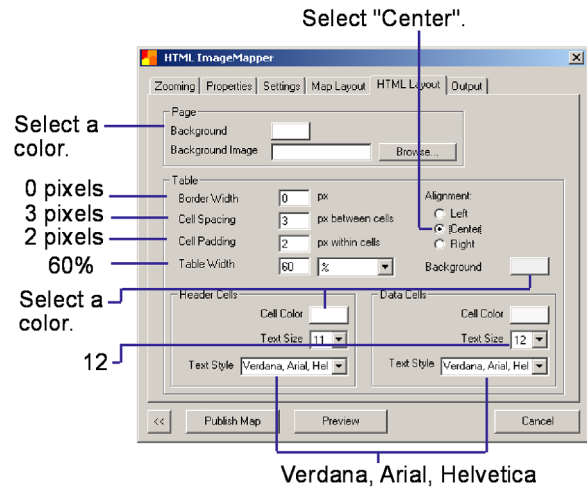 Select "Center".
HTML ImageMapper
Zooming Properties Settings Map Layout HTML Layout Output
Page
Select a color.
Background
Background Image Browse...
Table
0 pixels
Border Width 0 px
Alignment:
3 pixels
Cell Spacing 3 px between cells
Left
2 pixels
Cell Padding 2 px within cells
Center
Right
60%
Table Width 60 %
Background
Select a color.
Header Cells
Data Cells
Cell Color
Cell Color
Text Size 11
Text Size 12
12
Text Style Verdana, Arial, Hel
Text Style Verdana, Arial, Hel
<< Publish Map Preview Cancel
Verdana, Arial, Helvetica